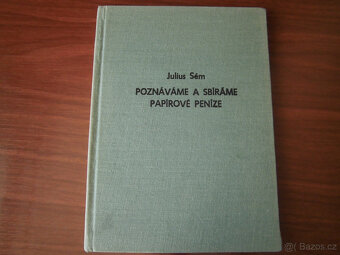 Julius Sém
POZNÁVÁME A SBÍRÁME
PAPÍROVÉ PENÍZE
Bazos.cz